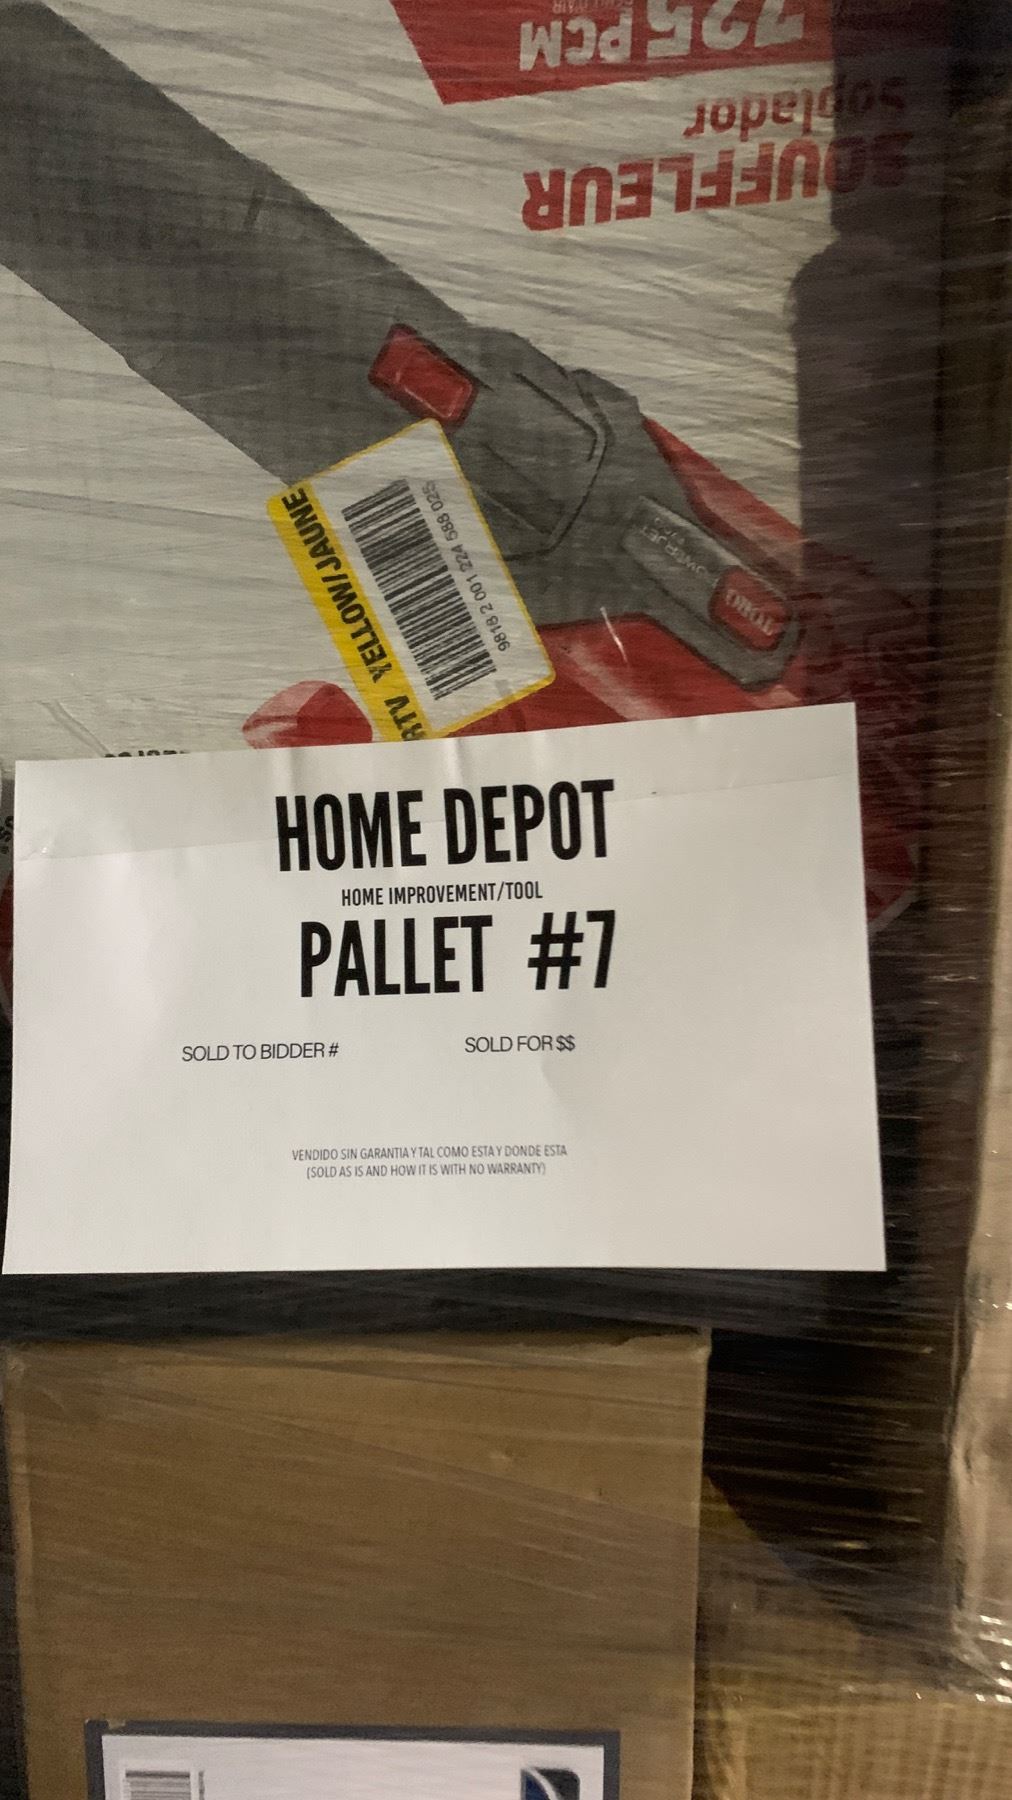 725 PCM
Soplador
SOUFFLEUR
TORO
POWERJET
RTV YELLOW/JAUNE
9818 2 001 224 588 025
HOME DEPOT
HOME IMPROVEMENT/TOOL
PALLET #7
SOLD TO BIDDER # SOLD FOR $$
VENDIDO SIN GARANTIA Y TAL COMO ESTA Y DONDE ESTA
(SOLD AS IS AND HOW IT IS WITH NO WARRANTY)